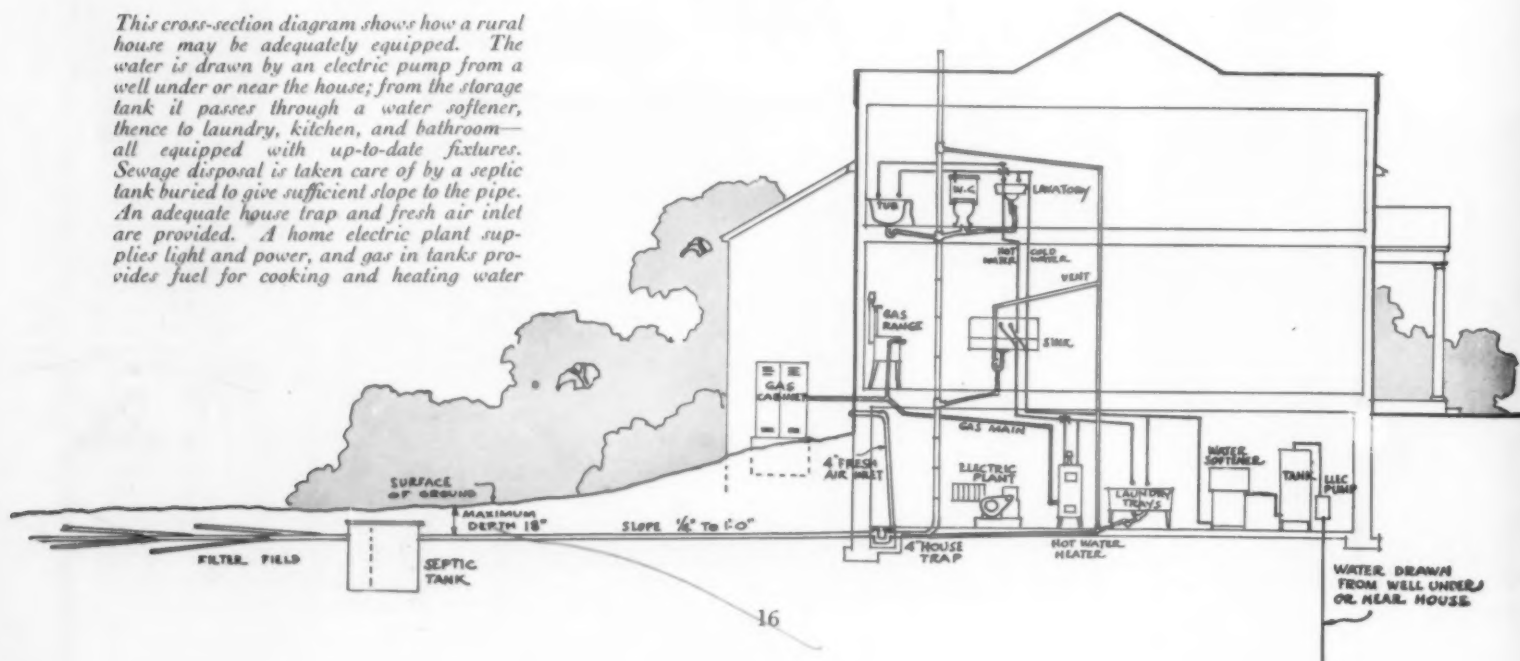 This cross-section diagram shows how a rural
house may be adequately equipped. The
water is drawn by an electric pump from a
well under or near the house; from the storage
tank it passes through a water softener,
thence to laundry, kitchen, and bathroom—
all equipped with up-to-date fixtures.
Sewage disposal is taken care of by a septic
tank buried to give sufficient slope to the pipe.
An adequate house trap and fresh air inlet
are provided. A home electric plant sup-
plies light and power, and gas in tanks pro-
vides fuel for cooking and heating water
TUB
W.C.
LAVATORY
HOT
WATER
COLD
WATER
VENT
GAS
RANGE
SINK
GAS
CABINET
GAS MAIN
4" FRESH
AIR INLET
ELECTRIC
PLANT
WATER
SOFTENER
TANK
ELEC
PUMP
LAUNDRY
TRAYS
SURFACE
OF GROUND
MAXIMUM
DEPTH 18"
SLOPE 1/4" TO 1'-0"
4" HOUSE
TRAP
HOT WATER
HEATER
FILTER FIELD
SEPTIC
TANK
WATER DRAWN
FROM WELL UNDER
OR NEAR HOUSE
16